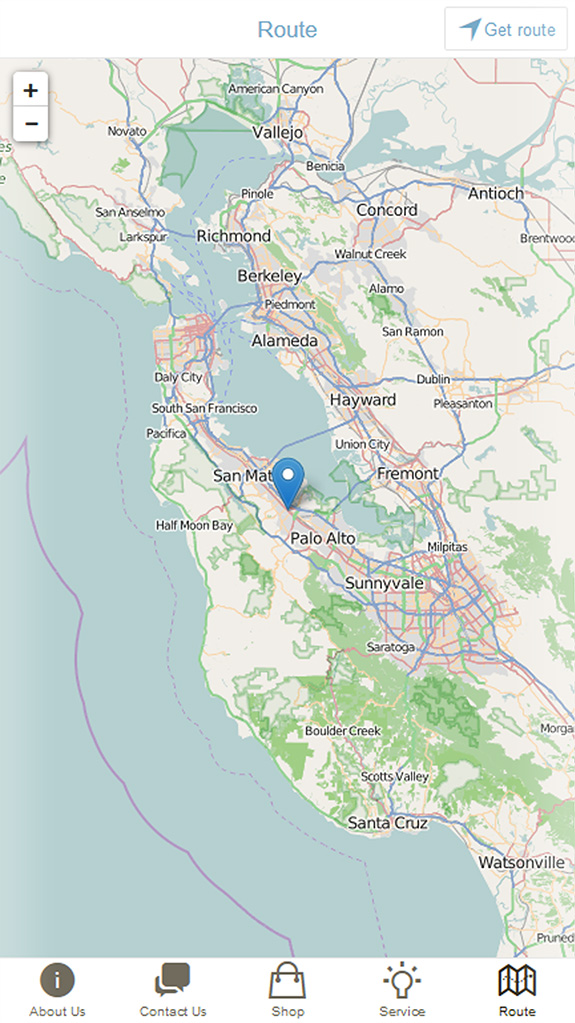 Route
Get route
+
−
American Canyon
Novato
Vallejo
Benicia
Pinole
Antioch
San Anselmo
Concord
Larkspur
Richmond
Brentwood
Walnut Creek
Berkeley
Alamo
Piedmont
San Ramon
Alameda
Daly City
Dublin
Hayward
Pleasanton
South San Francisco
Pacifica
Union City
San Mat
Fremont
Half Moon Bay
Palo Alto
Milpitas
Sunnyvale
Saratoga
Morga
Boulder Creek
Scotts Valley
Santa Cruz
Watsonville
Pruned
About Us
Contact Us
Shop
Service
Route